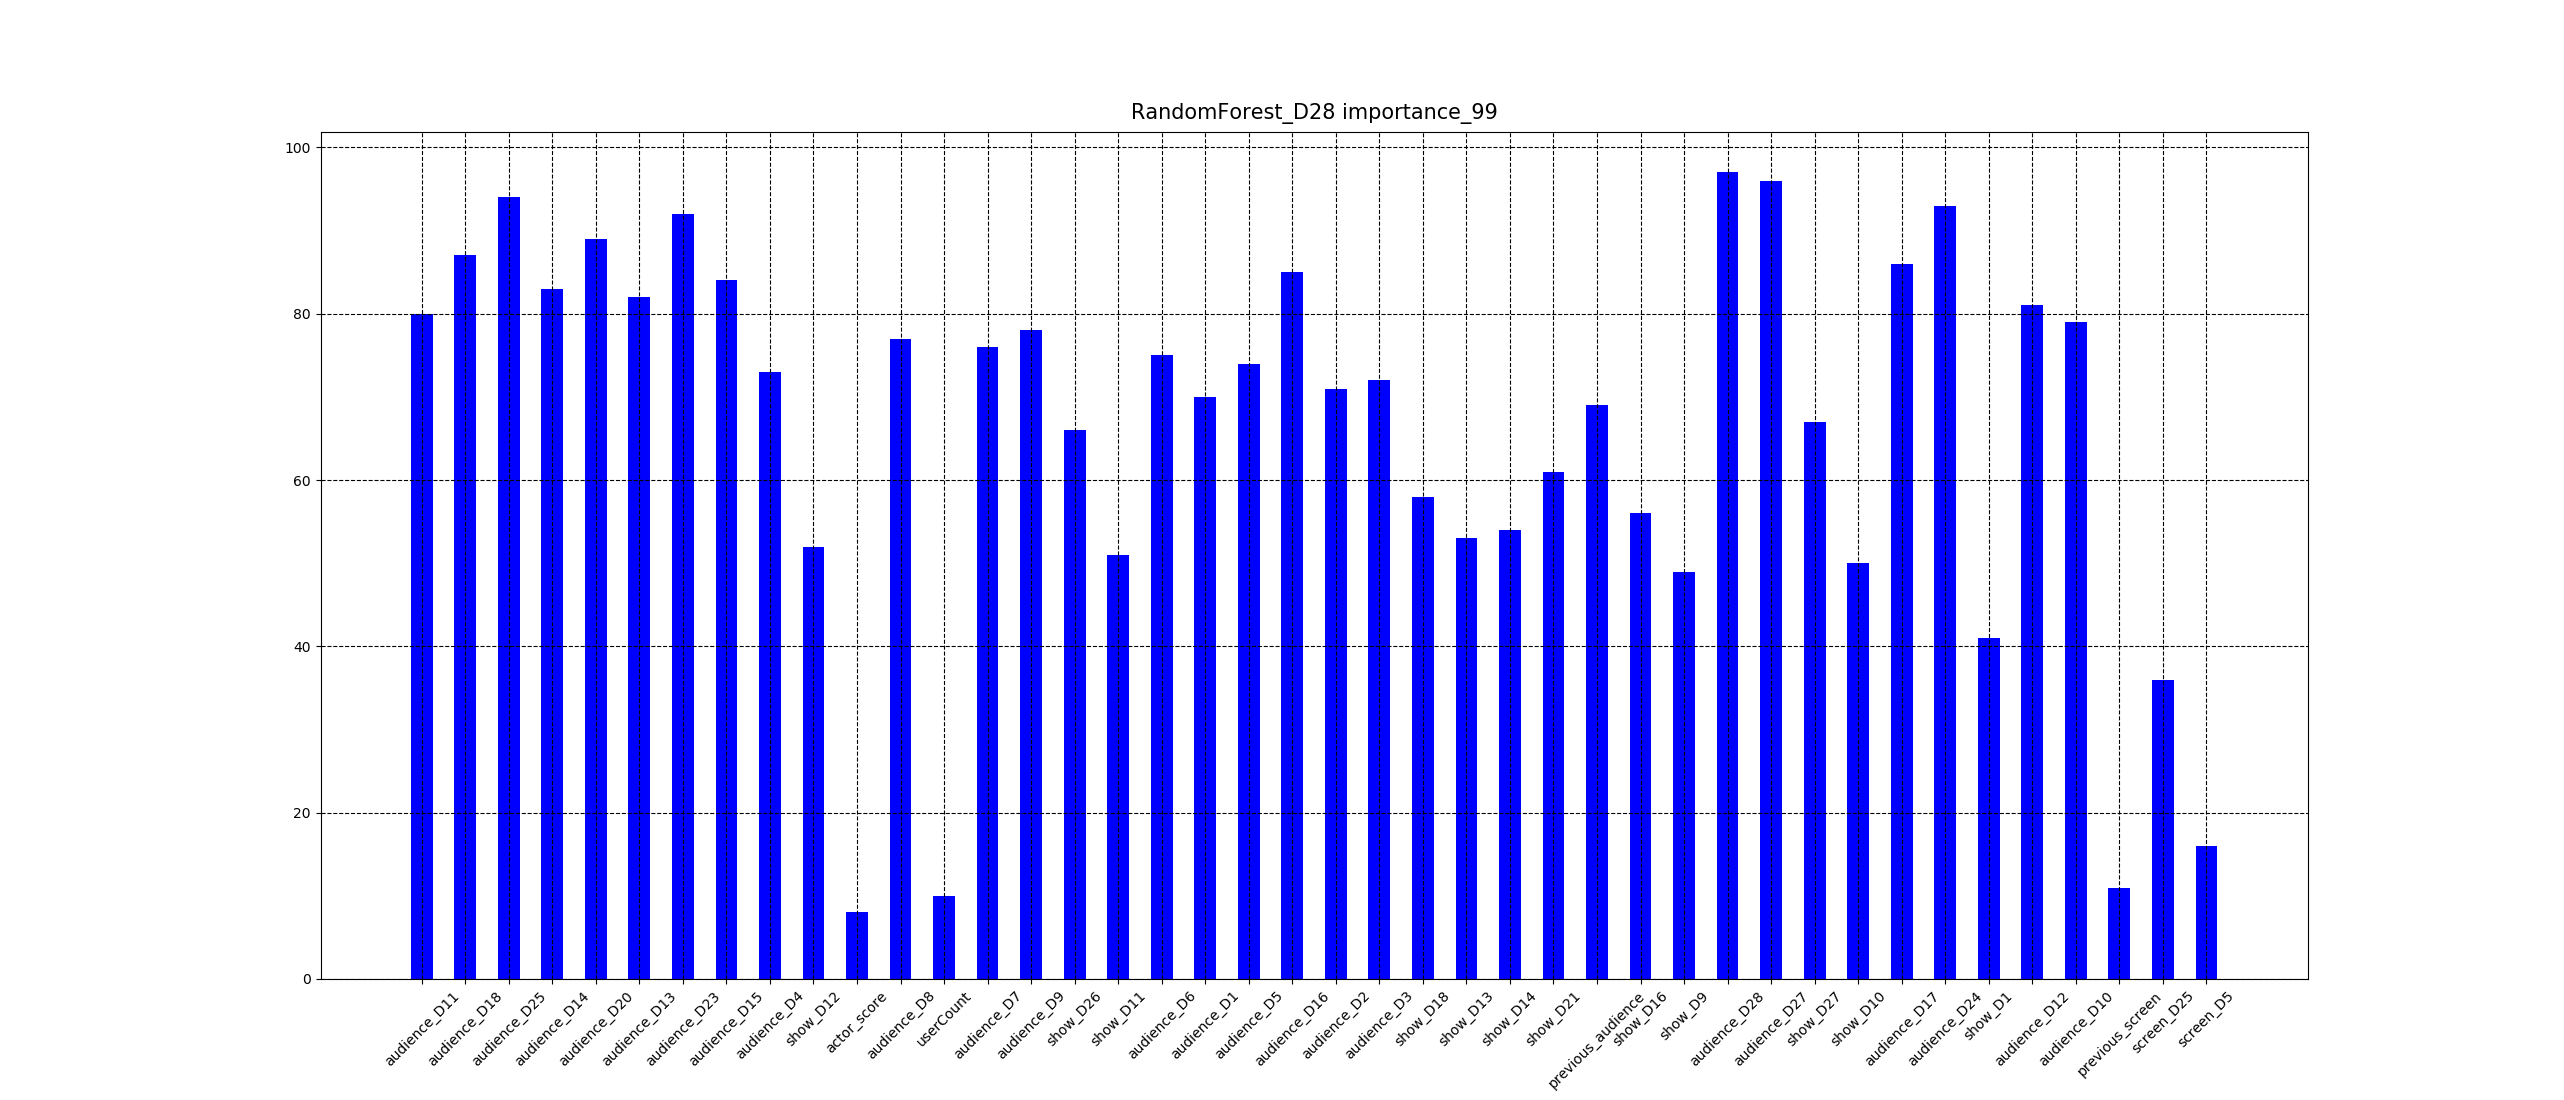 RandomForest_D28 importance_99
100
80
60
40
20
0
audience_D11
audience_D18
audience_D25
audience_D14
audience_D20
audience_D13
audience_D23
audience_D15
audience_D4
show_D12
actor_score
audience_D8
userCount
audience_D7
audience_D9
show_D26
show_D11
audience_D6
audience_D1
audience_D5
audience_D16
audience_D2
audience_D3
show_D18
show_D13
show_D14
show_D21
previous_audience
show_D16
show_D9
audience_D28
audience_D27
show_D27
show_D10
audience_D17
audience_D24
show_D1
audience_D12
audience_D10
previous_screen
screen_D25
screen_D5